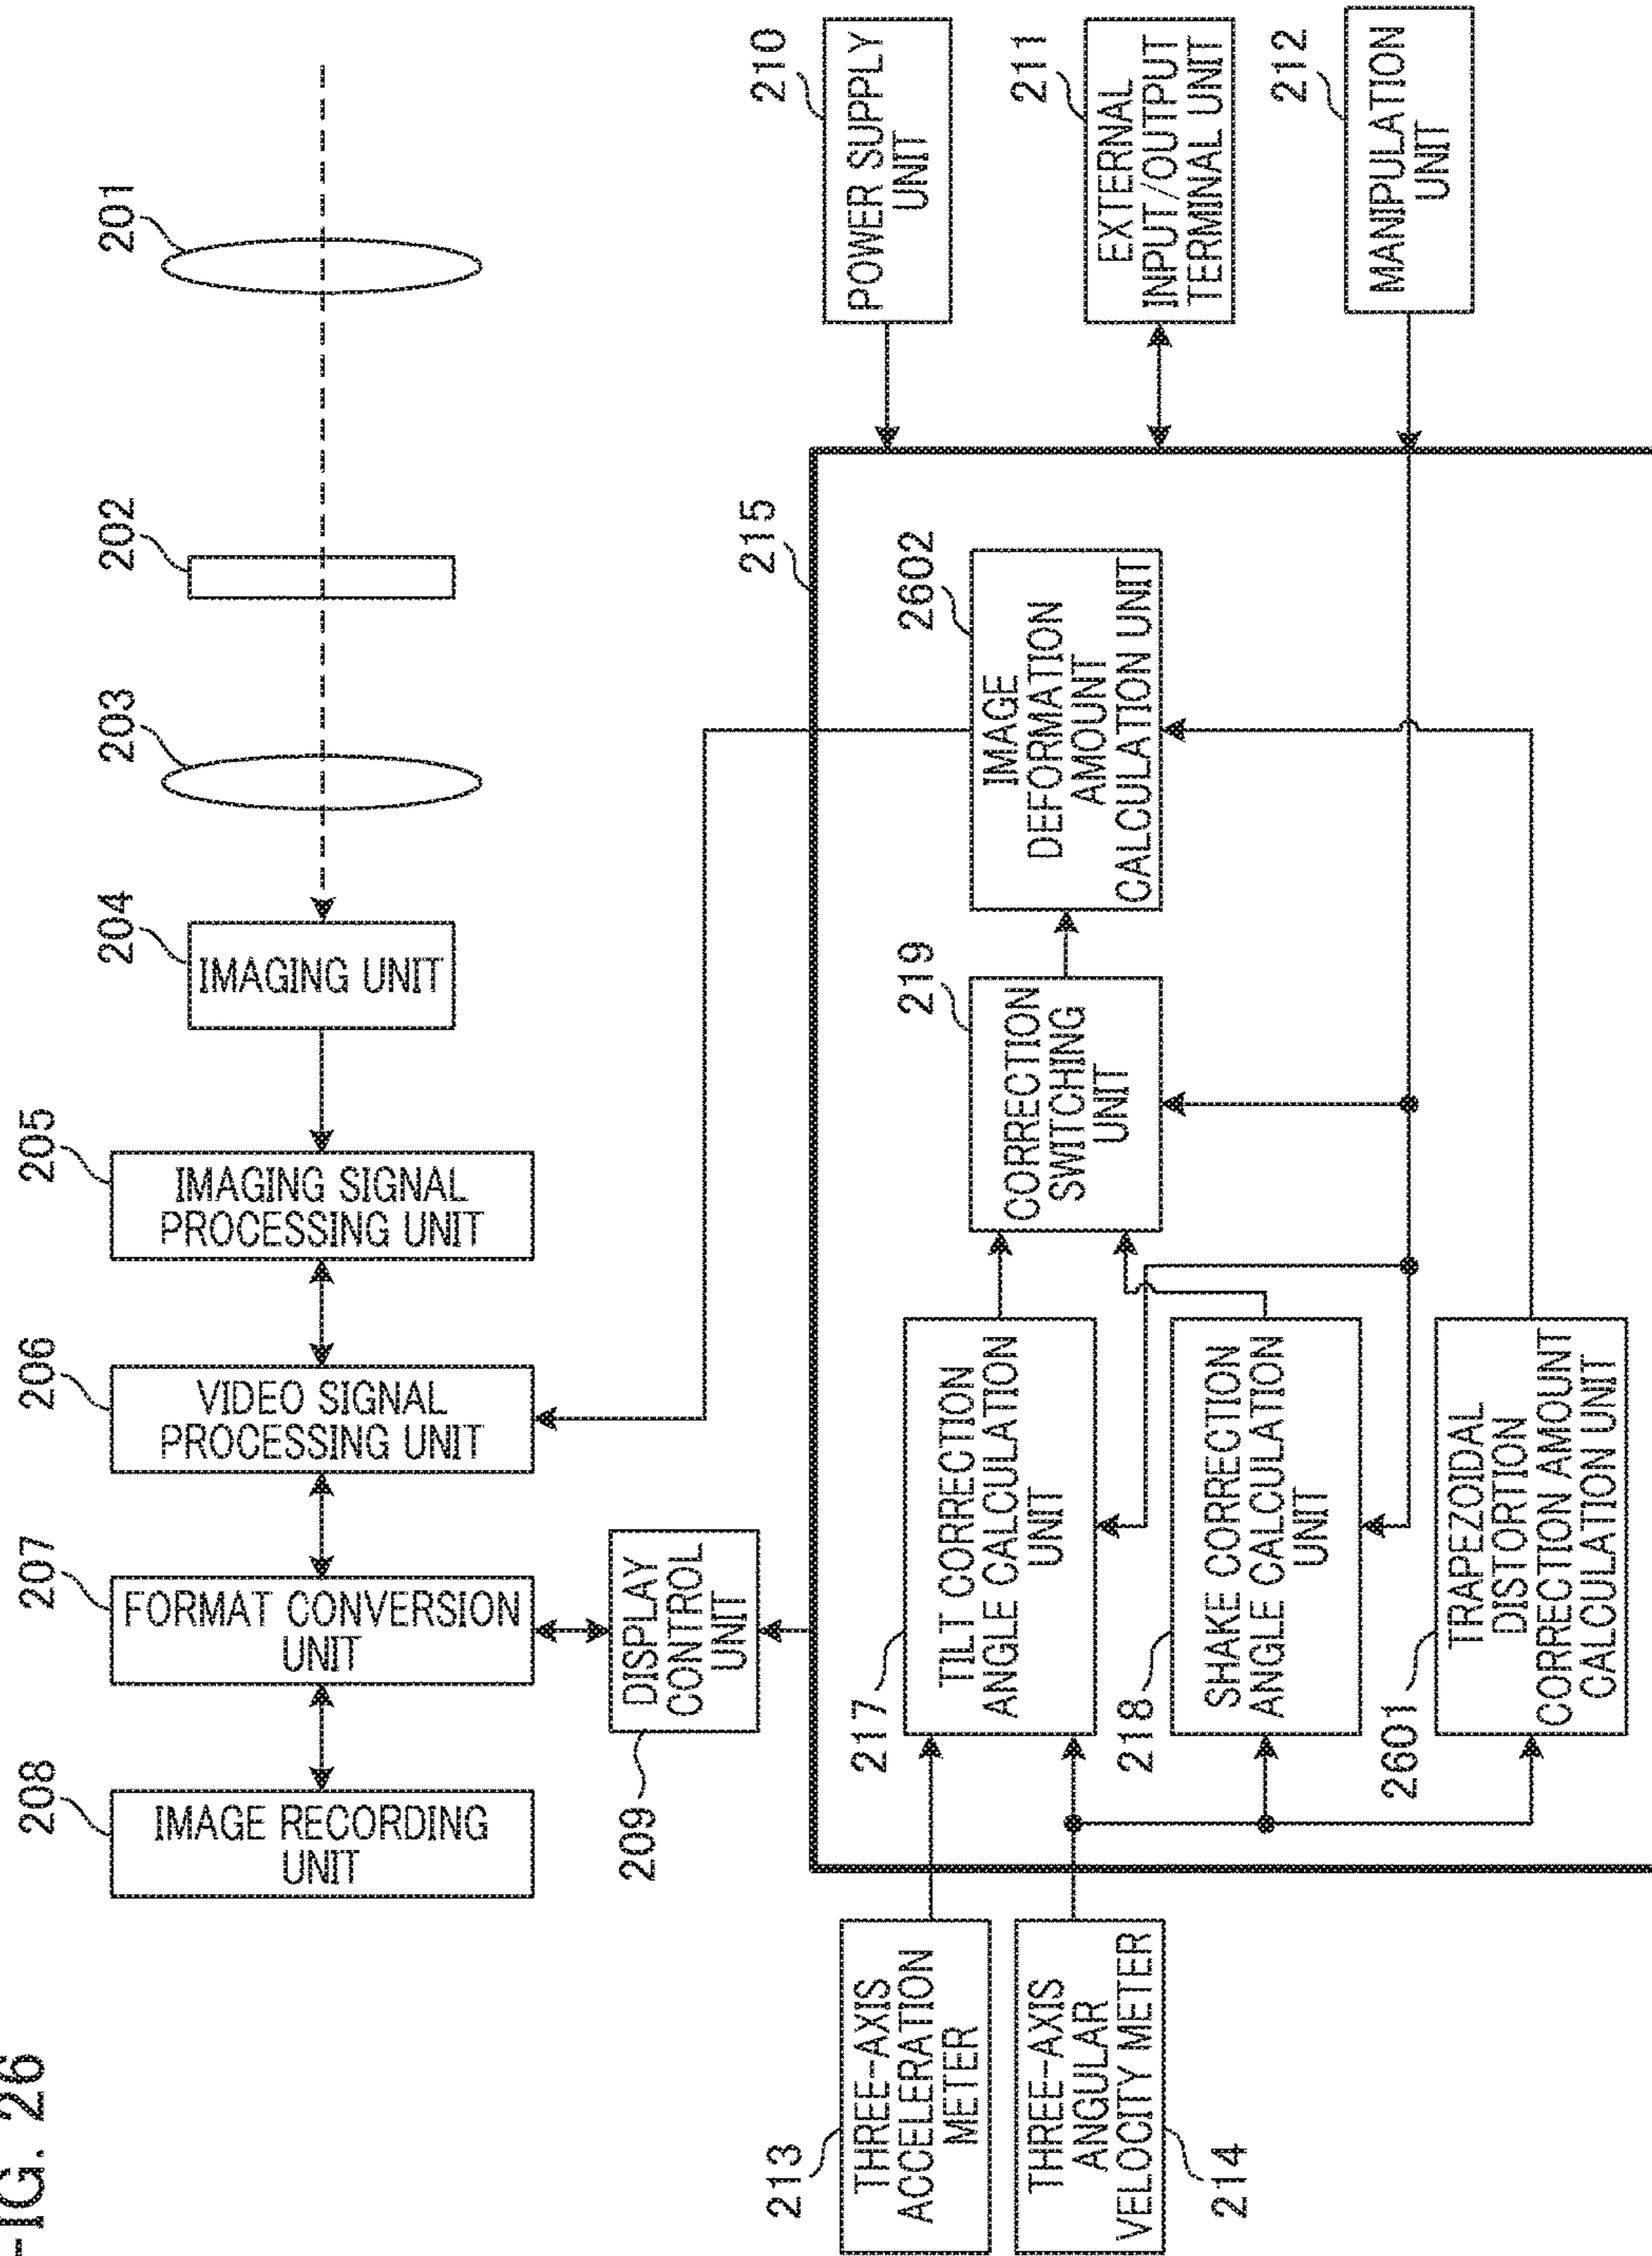 FIG. 26
201
202
203
204
IMAGING UNIT
205
IMAGING SIGNAL
PROCESSING UNIT
206
VIDEO SIGNAL
PROCESSING UNIT
207
FORMAT CONVERSION
UNIT
208
IMAGE RECORDING
UNIT
209
DISPLAY
CONTROL
UNIT
210
POWER SUPPLY
UNIT
211
EXTERNAL
INPUT/OUTPUT
TERMINAL UNIT
212
MANIPULATION
UNIT
215
2602
IMAGE
DEFORMATION
AMOUNT
CALCULATION UNIT
219
CORRECTION
SWITCHING
UNIT
217
TILT CORRECTION
ANGLE CALCULATION
UNIT
218
SHAKE CORRECTION
ANGLE CALCULATION
UNIT
2601
TRAPEZOIDAL
DISTORTION
CORRECTION AMOUNT
CALCULATION UNIT
213
THREE-AXIS
ACCELERATION
METER
THREE-AXIS
ANGULAR
VELOCITY METER
214